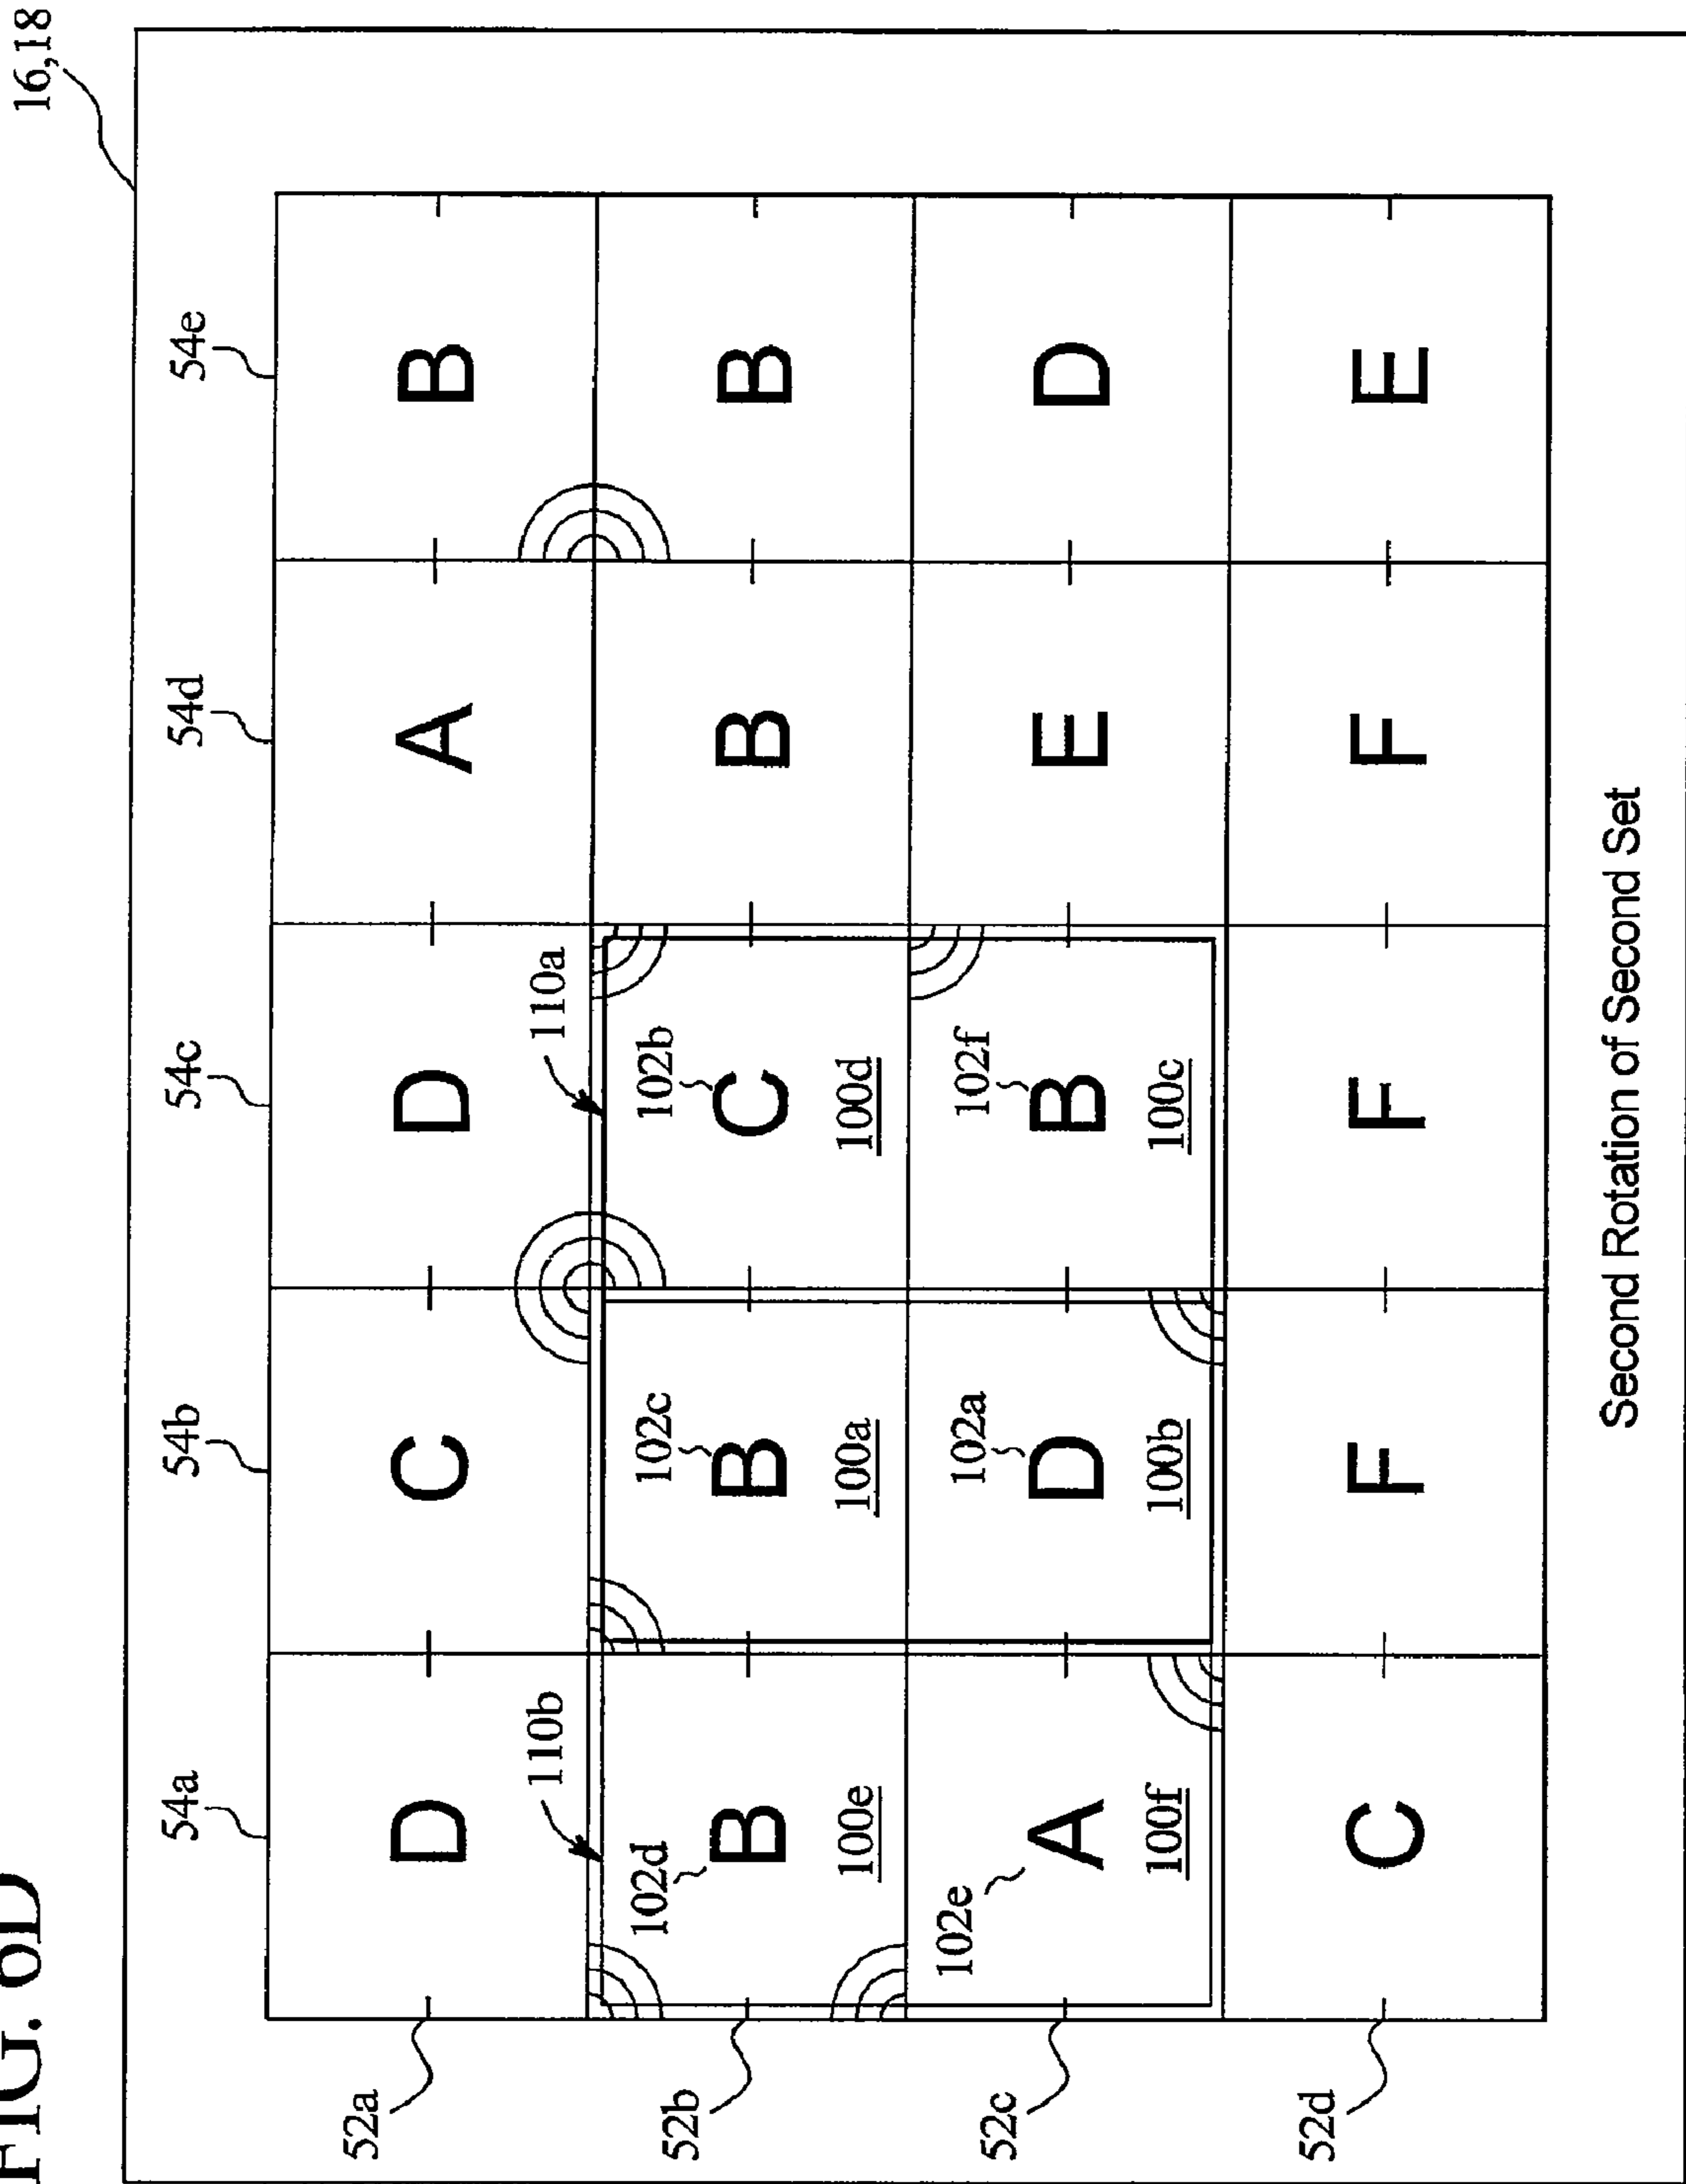 FIG. 6D
16,18
54a 54b 54c 54d 54e
52a D C D A B
110b 110a
102d 102c 102b
52b B B C B B
100e 100a 100d
102e 102a 102f
52c A D B E D
100f 100b 100c
52d C F F F E
Second Rotation of Second Set